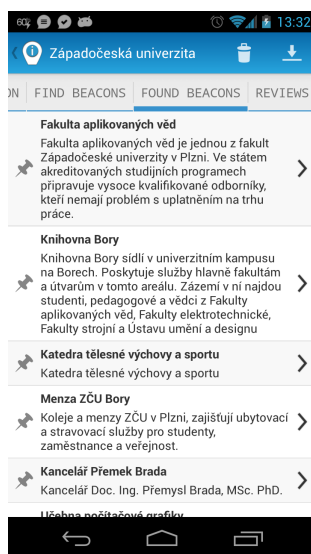 60%
13:32
Západočeská univerzita
ON
FIND BEACONS
FOUND BEACONS
REVIEWS
Fakulta aplikovaných věd
Fakulta aplikovaných věd je jednou z fakult
Západočeské univerzity v Plzni. Ve státem
akreditovaných studijních programech
připravuje vysoce kvalifikované odborníky,
kteří nemají problém s uplatněním na trhu
práce.
Knihovna Bory
Knihovna Bory sídlí v univerzitním kampusu
na Borech. Poskytuje služby hlavně fakultám
a útvarům v tomto areálu. Zázemí v ní najdou
studenti, pedagogové a vědci z Fakulty
aplikovaných věd, Fakulty elektrotechnické,
Fakulty strojní a Ústavu umění a designu
Katedra tělesné výchovy a sportu
Katedra tělesné výchovy a sportu
Menza ZČU Bory
Koleje a menzy ZČU v Plzni, zajišťují ubytovací
a stravovací služby pro studenty,
zaměstnance a veřejnost.
Kancelář Přemek Brada
Kancelář Doc. Ing. Přemysl Brada, MSc. PhD.
Učebna počítačové grafiky